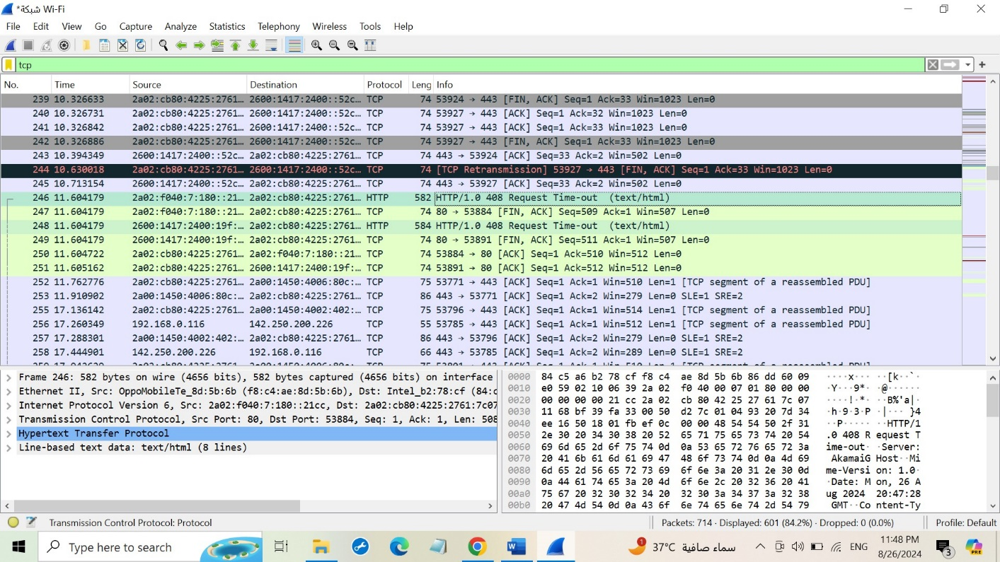 *شبكة Wi-Fi
File Edit View Go Capture Analyze Statistics Telephony Wireless Tools Help
tcp
No. Time Source Destination Protocol Leng Info
239 10.326633 2a02:cb80:4225:2761… 2600:1417:2400::52c… TCP 74 53924 → 443 [FIN, ACK] Seq=1 Ack=33 Win=1023 Len=0
240 10.326731 2a02:cb80:4225:2761… 2600:1417:2400::52c… TCP 74 53927 → 443 [ACK] Seq=1 Ack=32 Win=1023 Len=0
241 10.326842 2a02:cb80:4225:2761… 2600:1417:2400::52c… TCP 74 53927 → 443 [ACK] Seq=1 Ack=33 Win=1023 Len=0
242 10.326886 2a02:cb80:4225:2761… 2600:1417:2400::52c… TCP 74 53927 → 443 [FIN, ACK] Seq=1 Ack=33 Win=1023 Len=0
243 10.394349 2600:1417:2400::52c… 2a02:cb80:4225:2761… TCP 74 443 → 53924 [ACK] Seq=33 Ack=2 Win=502 Len=0
244 10.630018 2a02:cb80:4225:2761… 2600:1417:2400::52c… TCP 74 [TCP Retransmission] 53927 → 443 [FIN, ACK] Seq=1 Ack=33 Win=1023 Len=0
245 10.713154 2600:1417:2400::52c… 2a02:cb80:4225:2761… TCP 74 443 → 53927 [ACK] Seq=33 Ack=2 Win=502 Len=0
246 11.604179 2a02:f040:7:180::21… 2a02:cb80:4225:2761… HTTP 582 HTTP/1.0 408 Request Time-out (text/html)
247 11.604179 2a02:f040:7:180::21… 2a02:cb80:4225:2761… TCP 74 80 → 53884 [FIN, ACK] Seq=509 Ack=1 Win=507 Len=0
248 11.604179 2600:1417:2400:19f:… 2a02:cb80:4225:2761… HTTP 584 HTTP/1.0 408 Request Time-out (text/html)
249 11.604179 2600:1417:2400:19f:… 2a02:cb80:4225:2761… TCP 74 80 → 53891 [FIN, ACK] Seq=511 Ack=1 Win=507 Len=0
250 11.604722 2a02:cb80:4225:2761… 2a02:f040:7:180::21… TCP 74 53884 → 80 [ACK] Seq=1 Ack=510 Win=512 Len=0
251 11.605162 2a02:cb80:4225:2761… 2600:1417:2400:19f:… TCP 74 53891 → 80 [ACK] Seq=1 Ack=512 Win=512 Len=0
252 11.762776 2a02:cb80:4225:2761… 2a00:1450:4006:80c:… TCP 75 53771 → 443 [ACK] Seq=1 Ack=1 Win=510 Len=1 [TCP segment of a reassembled PDU]
253 11.910902 2a00:1450:4006:80c:… 2a02:cb80:4225:2761… TCP 86 443 → 53771 [ACK] Seq=1 Ack=2 Win=279 Len=0 SLE=1 SRE=2
255 17.136142 2a02:cb80:4225:2761… 2a00:1450:4002:402:… TCP 75 53796 → 443 [ACK] Seq=1 Ack=1 Win=514 Len=1 [TCP segment of a reassembled PDU]
256 17.260349 192.168.0.116 142.250.200.226 TCP 55 53785 → 443 [ACK] Seq=1 Ack=1 Win=512 Len=1 [TCP segment of a reassembled PDU]
257 17.288301 2a00:1450:4002:402:… 2a02:cb80:4225:2761… TCP 86 443 → 53796 [ACK] Seq=1 Ack=2 Win=279 Len=0 SLE=1 SRE=2
258 17.444901 142.250.200.226 192.168.0.116 TCP 66 443 → 53785 [ACK] Seq=1 Ack=2 Win=289 Len=0 SLE=1 SRE=2
Frame 246: 582 bytes on wire (4656 bits), 582 bytes captured (4656 bits) on interface
Ethernet II, Src: OppoMobileTe_8d:5b:6b (f8:c4:ae:8d:5b:6b), Dst: Intel_b2:78:cf (84:c
Internet Protocol Version 6, Src: 2a02:f040:7:180::21cc, Dst: 2a02:cb80:4225:2761:7c07
Transmission Control Protocol, Src Port: 80, Dst Port: 53884, Seq: 1, Ack: 1, Len: 508
Hypertext Transfer Protocol
Line-based text data: text/html (8 lines)
0000 84 c5 a6 b2 78 cf f8 c4 ae 8d 5b 6b 86 dd 60 09 ····x··· ··[k··`·
0010 e0 59 02 10 06 39 2a 02 f0 40 00 07 01 80 00 00 ·Y···9*· ·@······
0020 00 00 00 00 21 cc 2a 02 cb 80 42 25 27 61 7c 07 ····!·*· ··B%'a|·
0030 11 68 bf 39 fa 33 00 50 d2 7c 01 04 93 20 7d 34 ·h·9·3·P ·|··· }4
0040 ee 16 50 18 01 fb ef 0c 00 00 48 54 54 50 2f 31 ··P····· ··HTTP/1
0050 2e 30 20 34 30 38 20 52 65 71 75 65 73 74 20 54 .0 408 R equest T
0060 69 6d 65 2d 6f 75 74 0d 0a 53 65 72 76 65 72 3a ime-out· ·Server:
0070 20 41 6b 61 6d 61 69 47 48 6f 73 74 0d 0a 4d 69 AkamaiG Host··Mi
0080 6d 65 2d 56 65 72 73 69 6f 6e 3a 20 31 2e 30 0d me-Versi on: 1.0·
0090 0a 44 61 74 65 3a 20 4d 6f 6e 2c 20 32 36 20 41 ·Date: M on, 26 A
00a0 75 67 20 32 30 32 34 20 32 30 3a 34 37 3a 32 38 ug 2024 20:47:28
00b0 20 47 4d 54 0d 0a 43 6f 6e 74 65 6e 74 2d 54 79 GMT··Co ntent-Ty
Transmission Control Protocol: Protocol Packets: 714 · Displayed: 601 (84.2%) · Dropped: 0 (0.0%) Profile: Default
Type here to search 1 37°C سماء صافية ENG 11:48 PM 3 PRE
8/26/2024